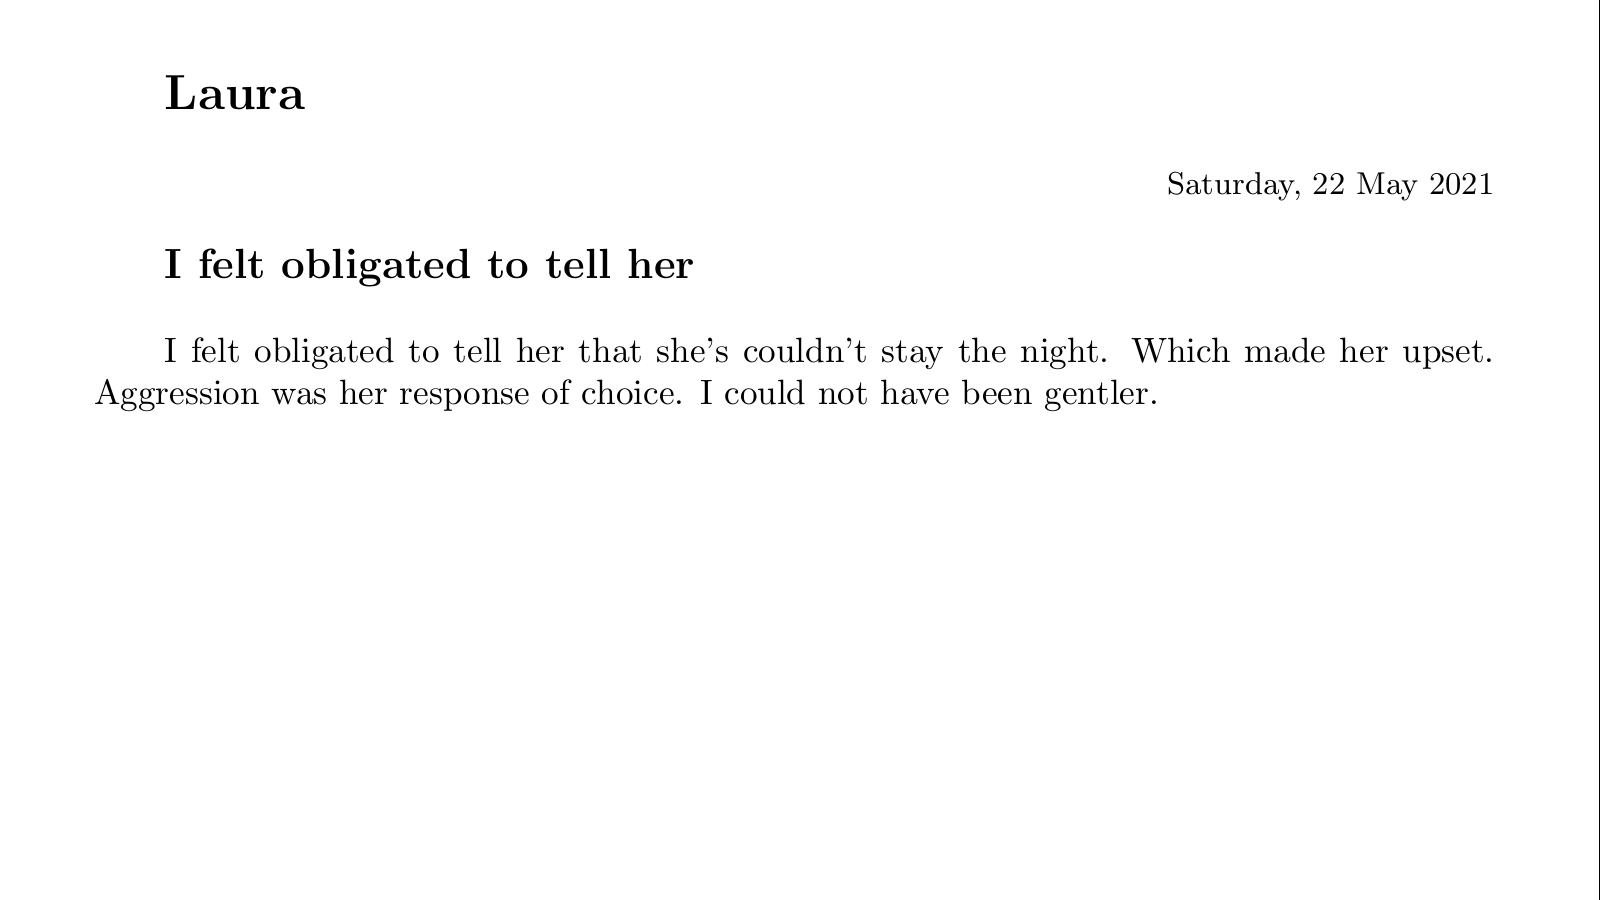 Laura
Saturday, 22 May 2021
I felt obligated to tell her
I felt obligated to tell her that she's couldn't stay the night. Which made her upset.
Aggression was her response of choice. I could not have been gentler.